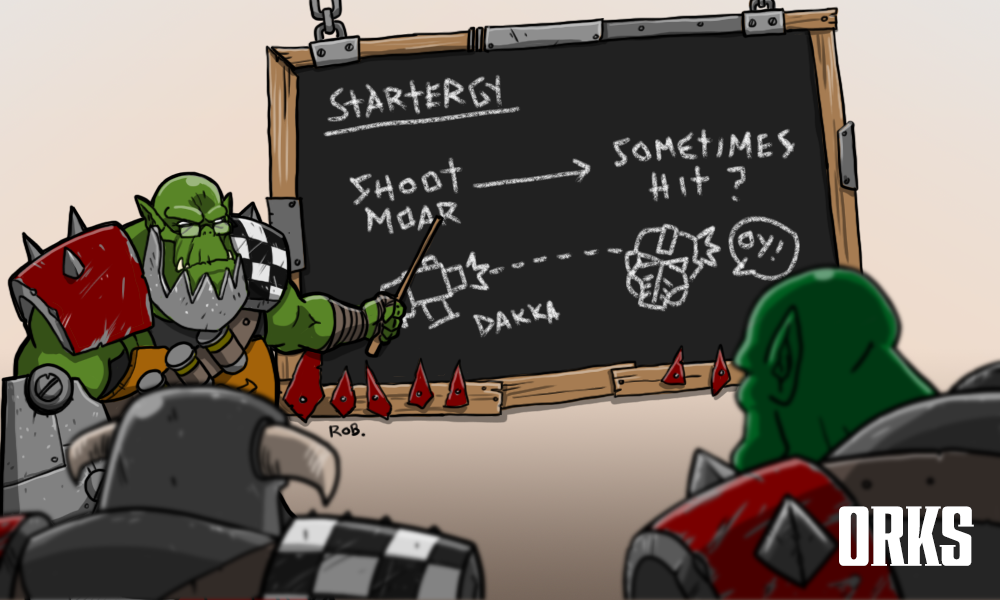 STARTERGY
SHOOT
MOAR
SOMETIMES
HIT?
OY!
DAKKA
ROB.
ORKS